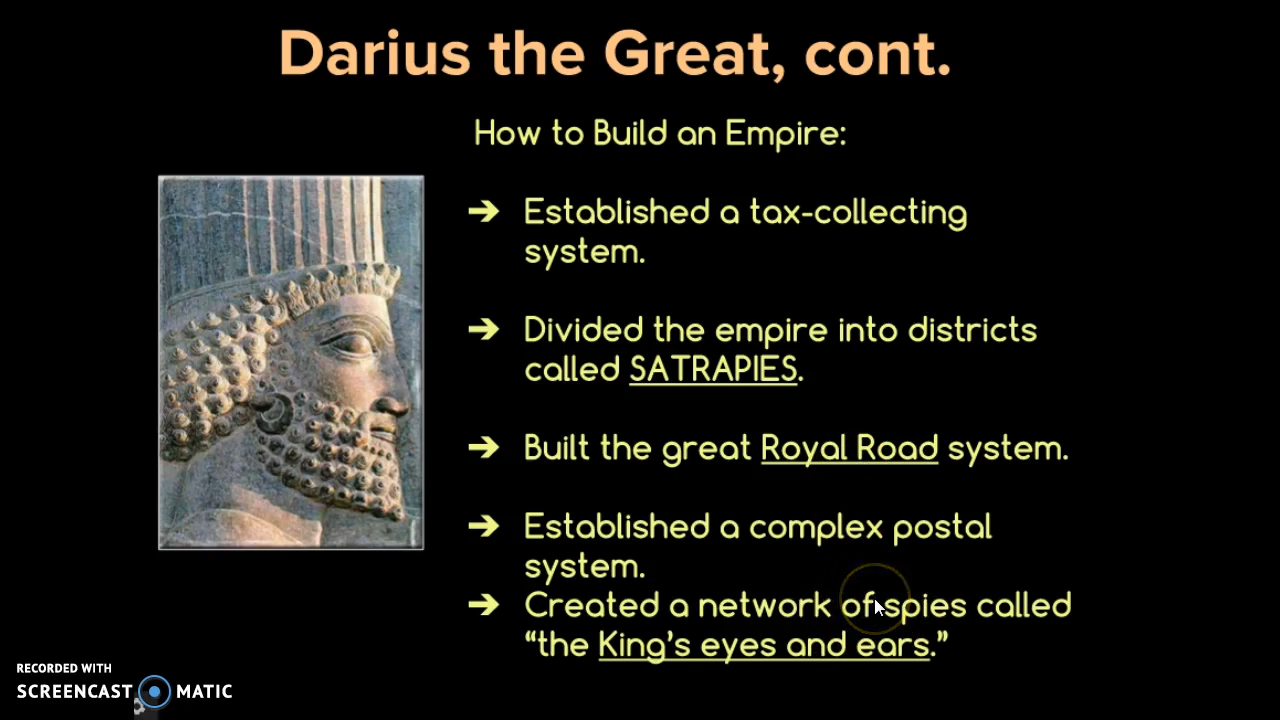 Darius the Great, cont.
How to Build an Empire:
➔ Established a tax-collecting
system.
➔ Divided the empire into districts
called SATRAPIES.
➔ Built the great Royal Road system.
➔ Established a complex postal
system.
➔ Created a network of spies called
“the King’s eyes and ears.”
RECORDED WITH
SCREENCAST MATIC